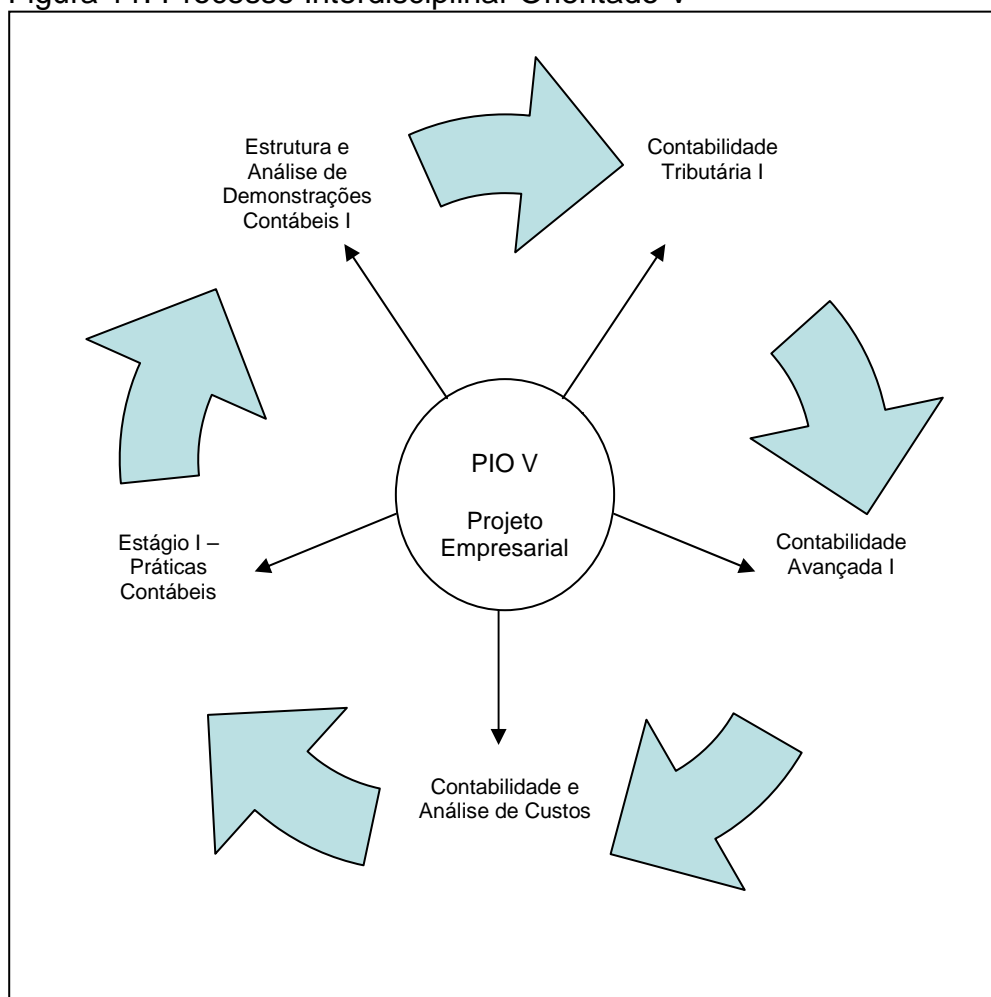 Figura 11: Processo Interdisciplinar Orientado V
Estrutura e
Análise de
Demonstrações
Contábeis I
Contabilidade
Tributária I
PIO V
Projeto
Empresarial
Estágio I –
Práticas
Contábeis
Contabilidade
Avançada I
Contabilidade e
Análise de Custos